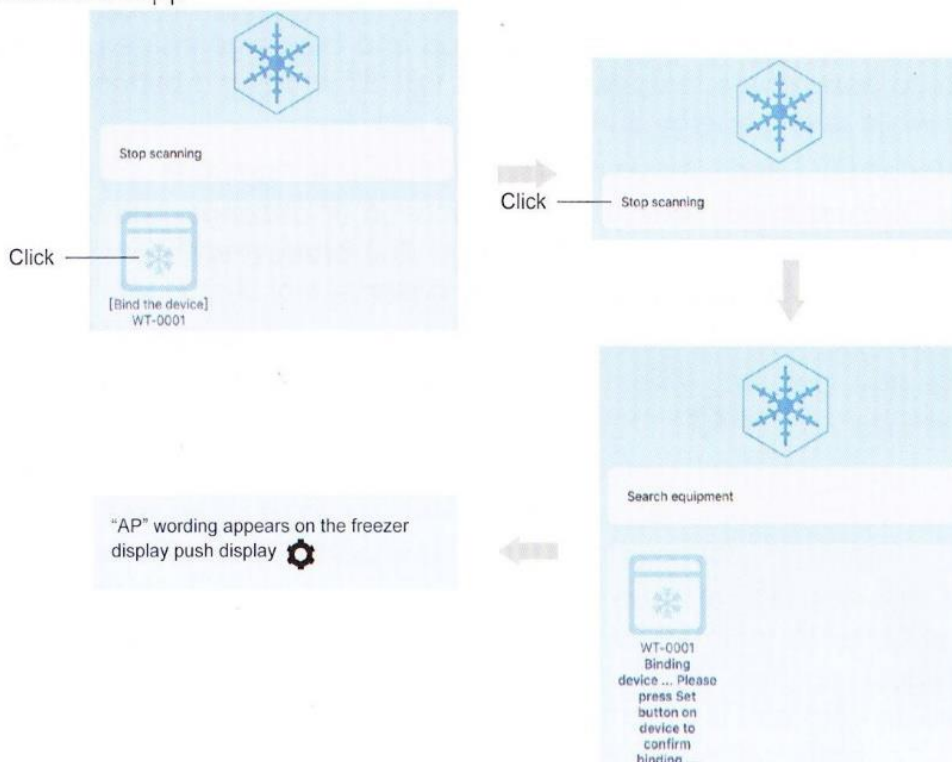 Stop scanning
Click
[Bind the device]
WT-0001
Click
Stop scanning
Search equipment
WT-0001
Binding
device ... Please
press Set
button on
device to
confirm
binding ...
"AP" wording appears on the freezer
display push display